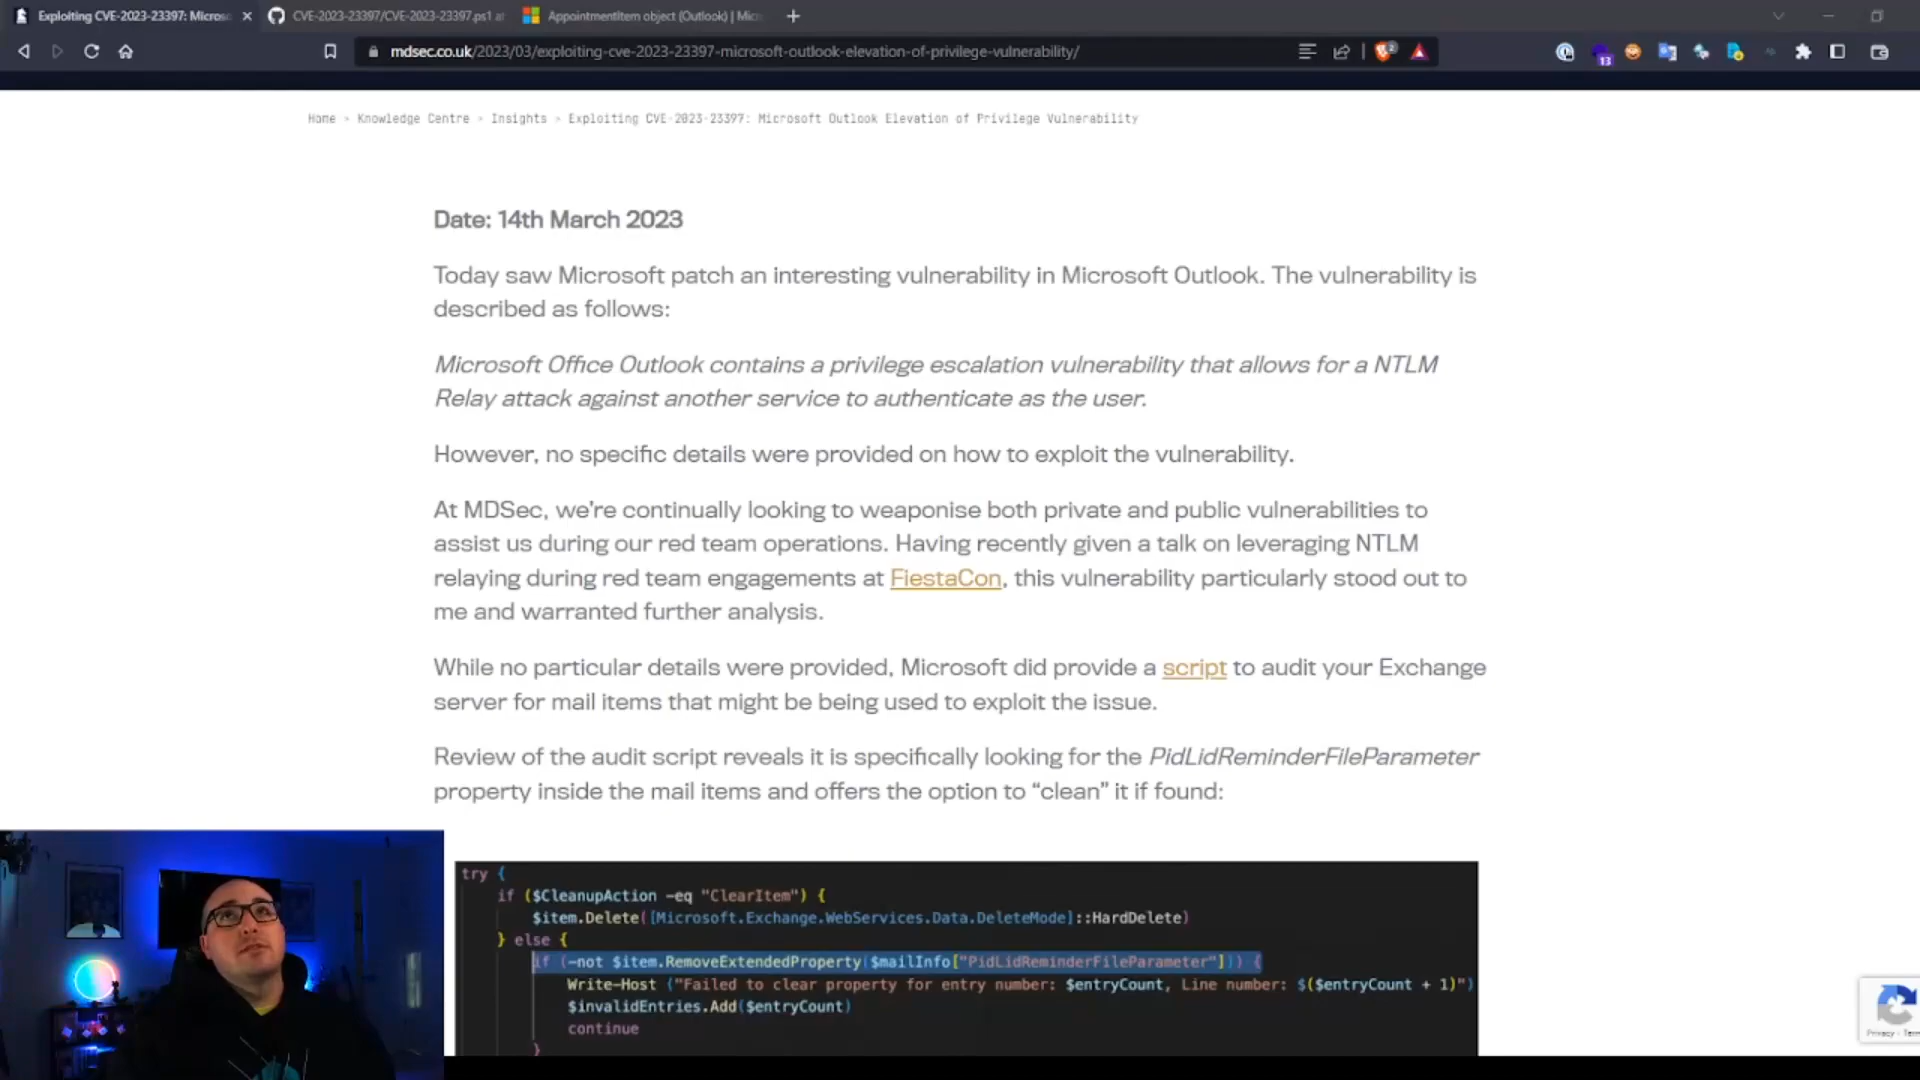 Exploiting CVE-2023-23397: Micros
CVE-2023-23397/CVE-2023-23397.ps1 at
AppointmentItem object (Outlook) | Mic
mdsec.co.uk/2023/03/exploiting-cve-2023-23397-microsoft-outlook-elevation-of-privilege-vulnerability/
2
13
Home > Knowledge Centre > Insights > Exploiting CVE-2023-23397: Microsoft Outlook Elevation of Privilege Vulnerability
Date: 14th March 2023
Today saw Microsoft patch an interesting vulnerability in Microsoft Outlook. The vulnerability is
described as follows:
Microsoft Office Outlook contains a privilege escalation vulnerability that allows for a NTLM
Relay attack against another service to authenticate as the user.
However, no specific details were provided on how to exploit the vulnerability.
At MDSec, we’re continually looking to weaponise both private and public vulnerabilities to
assist us during our red team operations. Having recently given a talk on leveraging NTLM
relaying during red team engagements at FiestaCon, this vulnerability particularly stood out to
me and warranted further analysis.
While no particular details were provided, Microsoft did provide a script to audit your Exchange
server for mail items that might be being used to exploit the issue.
Review of the audit script reveals it is specifically looking for the PidLidReminderFileParameter
property inside the mail items and offers the option to “clean” it if found:
try {
if ($CleanupAction -eq "ClearItem") {
$item.Delete([Microsoft.Exchange.WebServices.Data.DeleteMode]::HardDelete)
} else {
if (-not $item.RemoveExtendedProperty($mailInfo["PidLidReminderFileParameter"])) {
Write-Host ("Failed to clear property for entry number: $entryCount, Line number: $($entryCount + 1)")
$invalidEntries.Add($entryCount)
continue
}
Privacy - Term